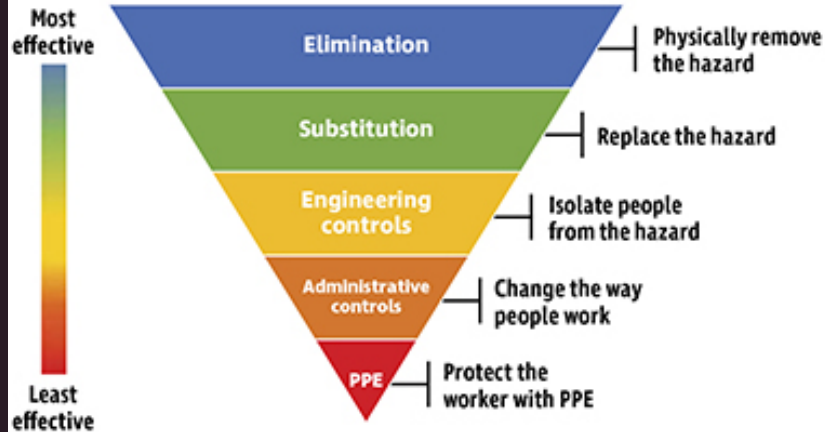 Most
effective
Elimination
Physically remove
the hazard
Substitution
Replace the hazard
Engineering
controls
Isolate people
from the hazard
Administrative
controls
Change the way
people work
PPE
Protect the
worker with PPE
Least
effective